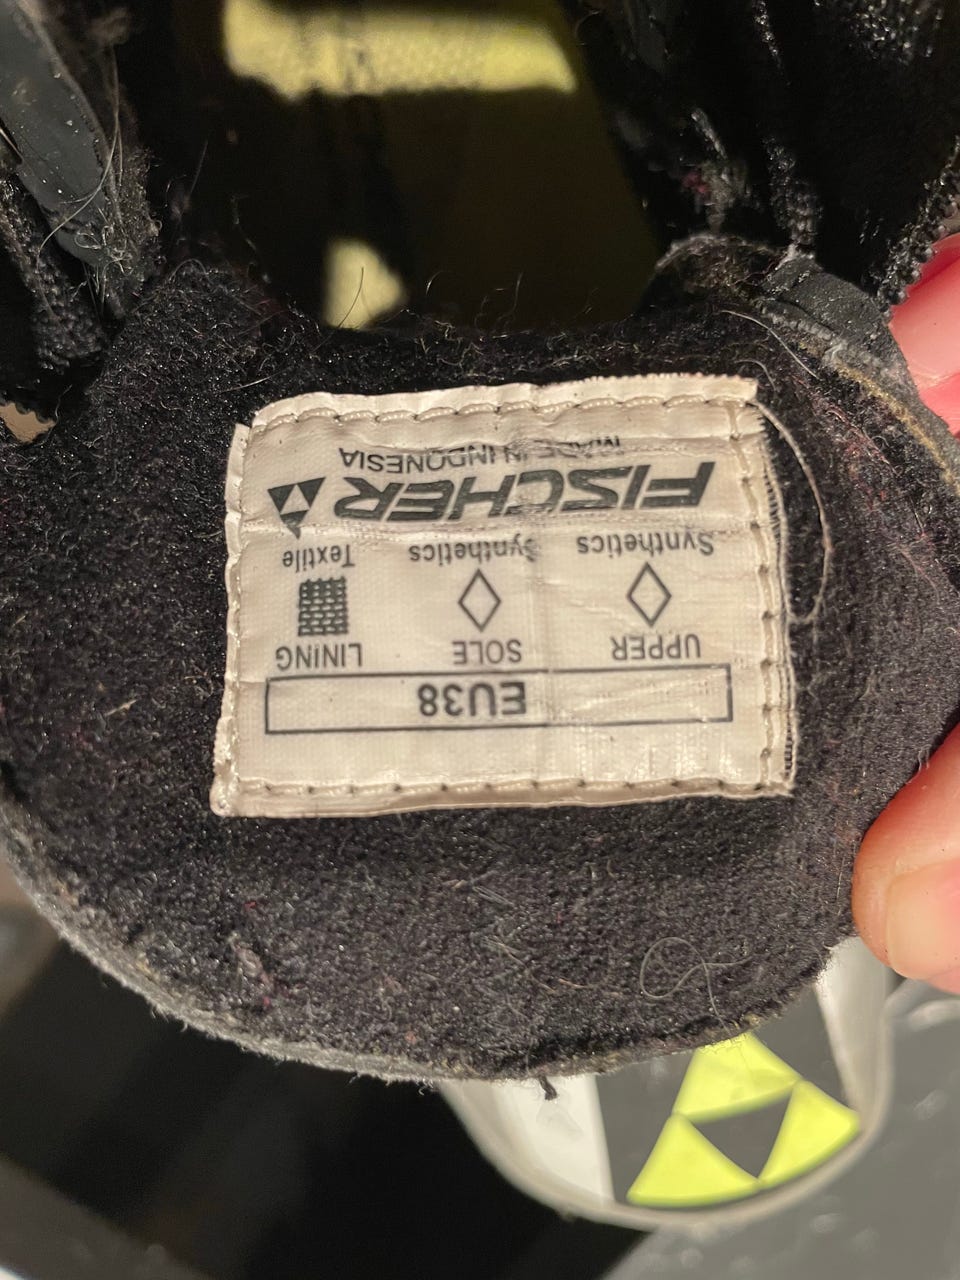 EU38
UPPER SOLE LINING
Synthetics Synthetics Textile
FISCHER
MADE IN INDONESIA